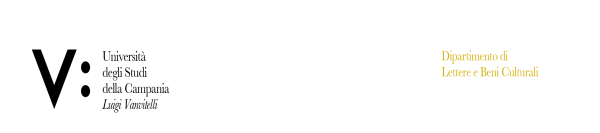 V:
Università
degli Studi
della Campania
Luigi Vanvitelli
Dipartimento di
Lettere e Beni Culturali